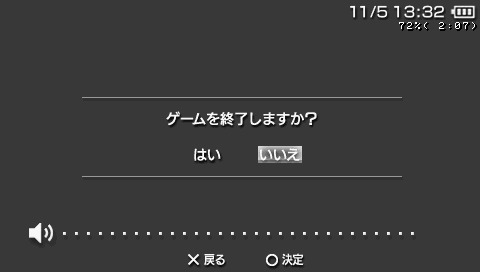 11/5 13:32
72%( 2:07)
ゲームを終了しますか?
はい いいえ
戻る 決定